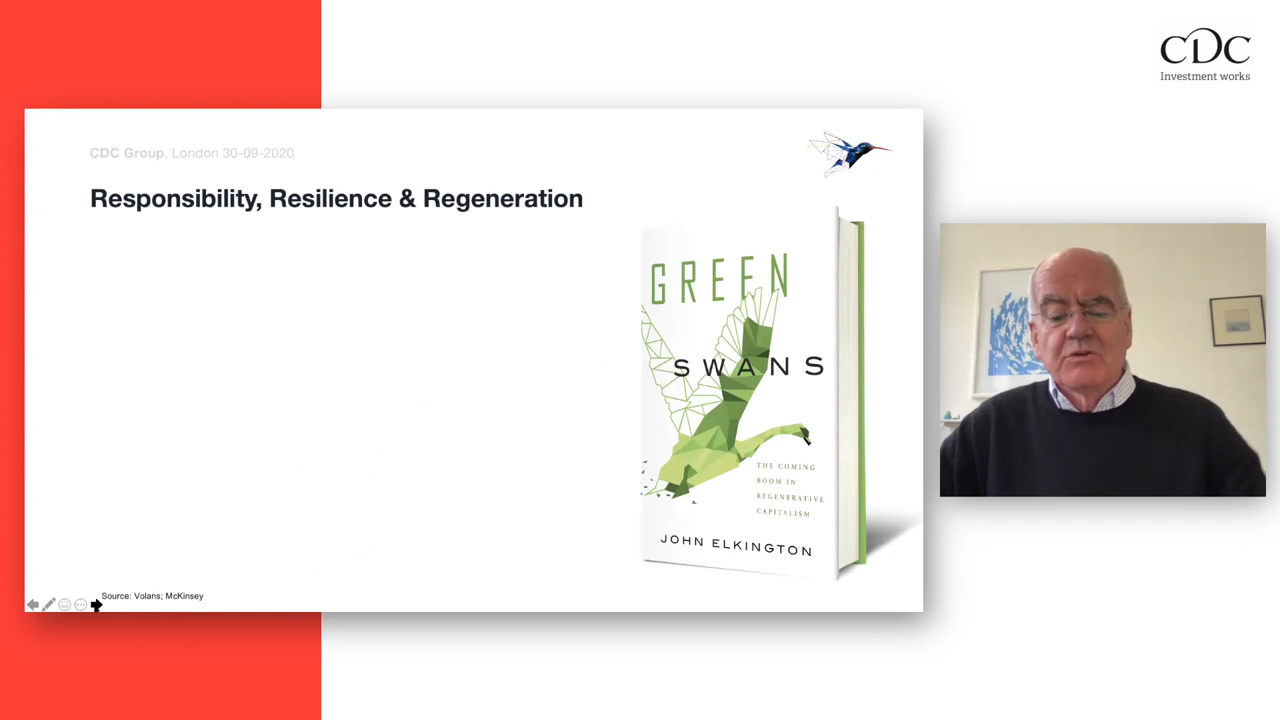 CDC
Investment works
CDC Group, London 30-09-2020
Responsibility, Resilience & Regeneration
GREEN
SWANS
THE COMING
BOOM IN
REGENERATIVE
CAPITALISM
JOHN ELKINGTON
Source: Volans; McKinsey